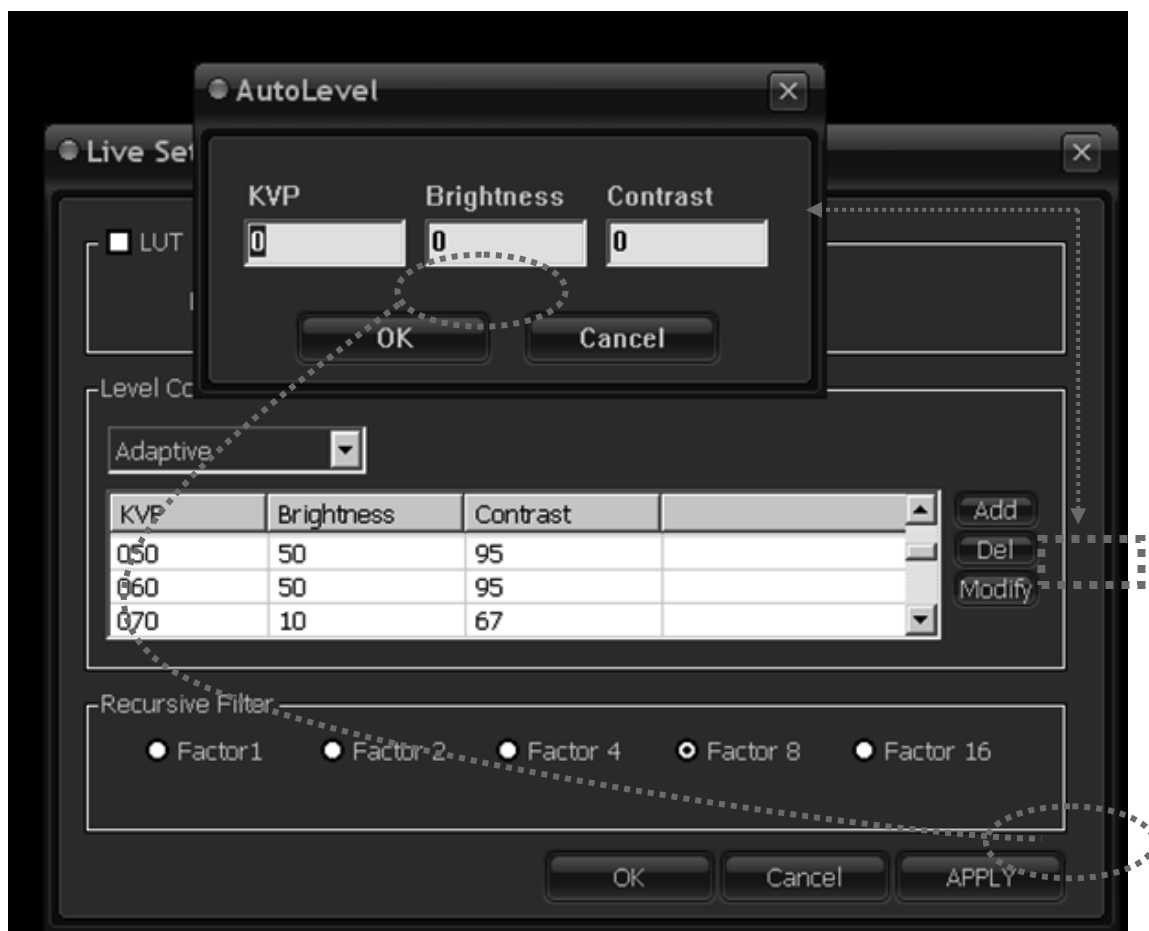 AutoLevel
Live Set
KVP Brightness Contrast
0 0 0
LUT
OK Cancel
Level Co
Adaptive
KVP Brightness Contrast
050 50 95
060 50 95
070 10 67
Add
Del
Modify
Recursive Filter
Factor1 Factor 2 Factor 4 Factor 8 Factor 16
OK Cancel APPLY